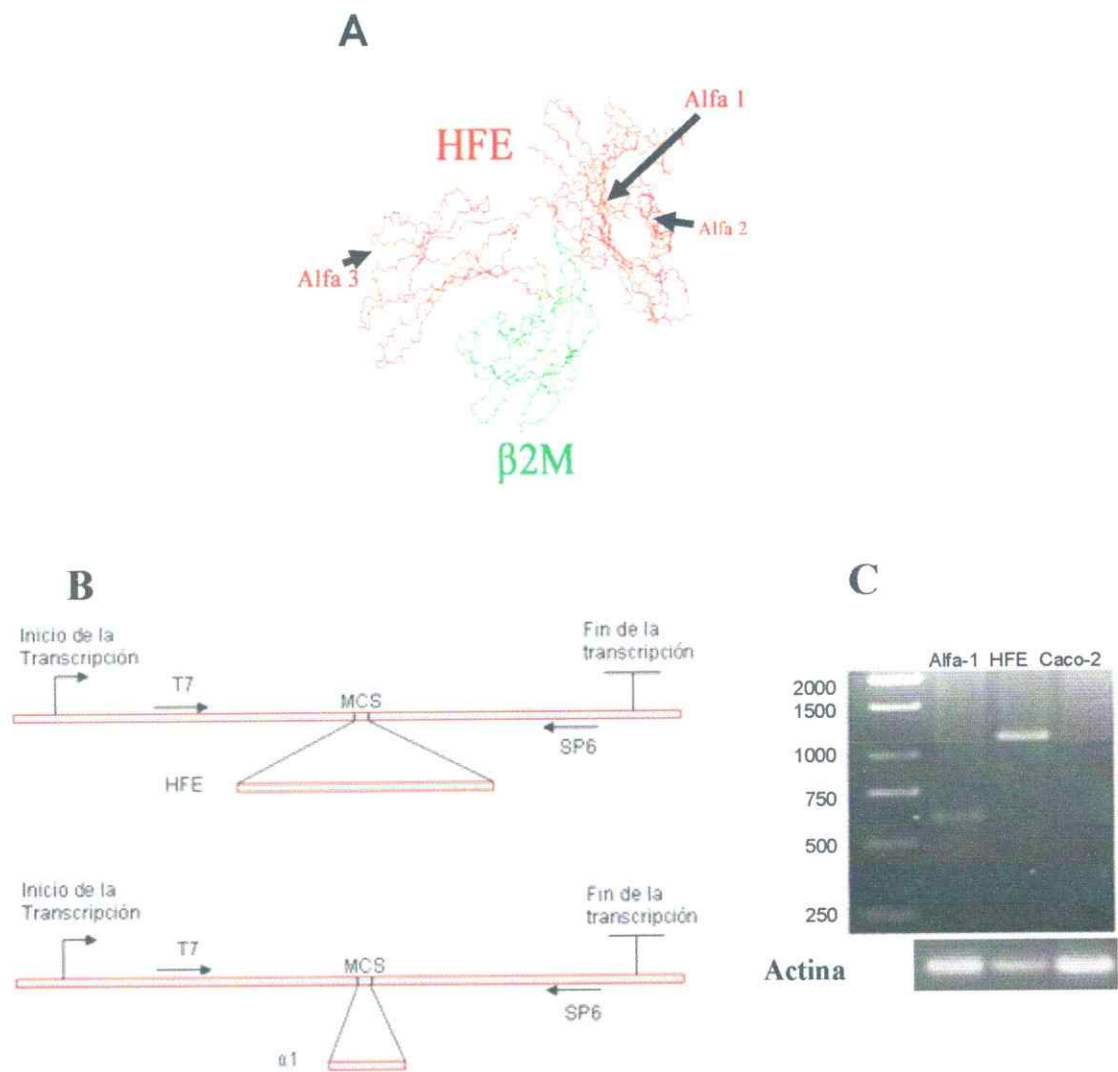 A
Alfa 1
HFE
Alfa 2
Alfa 3
β2M
B
Inicio de la
Transcripción
T7
MCS
Fin de la
transcripción
SP6
HFE
Inicio de la
Transcripción
T7
MCS
Fin de la
transcripción
SP6
α1
C
Alfa-1 HFE Caco-2
2000
1500
1000
750
500
250
Actina